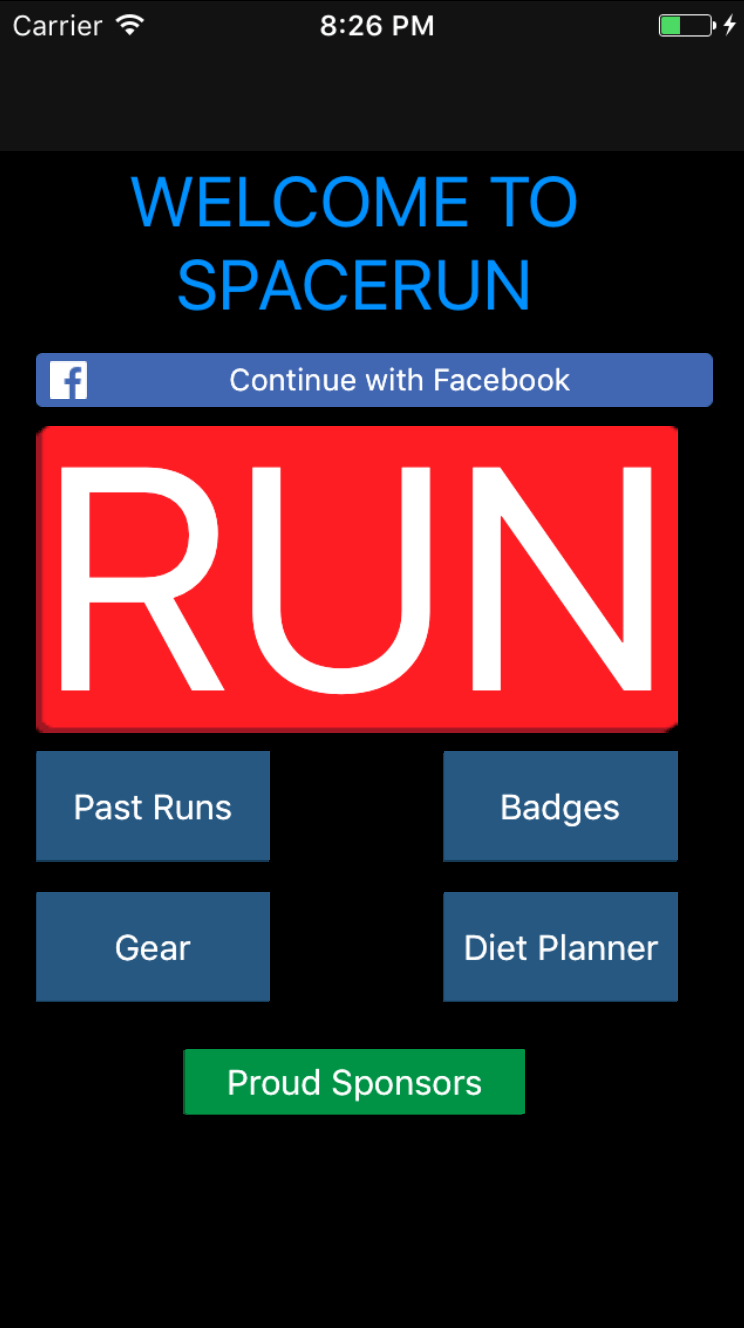 Carrier 8:26 PM
WELCOME TO
SPACERUN
Continue with Facebook
RUN
Past Runs Badges
Gear Diet Planner
Proud Sponsors